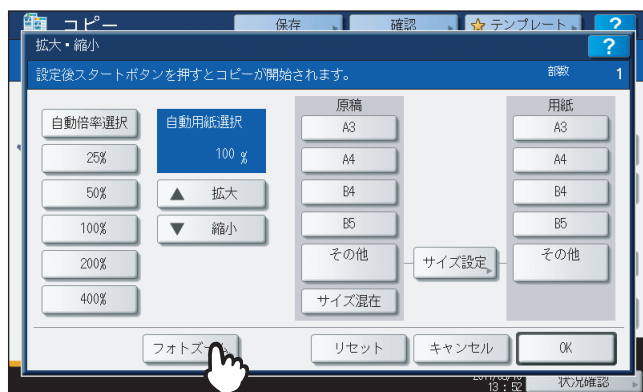 コピー 保存 確認 テンプレート ?
拡大・縮小 ?
設定後スタートボタンを押すとコピーが開始されます。 部数 1
自動倍率選択
25%
50%
100%
200%
400%
自動用紙選択
100 %
▲ 拡大
▼ 縮小
原稿
A3
A4
B4
B5
その他
サイズ混在
サイズ設定
用紙
A3
A4
B4
B5
その他
フォトズ
リセット
キャンセル
OK
13:52 状況確認